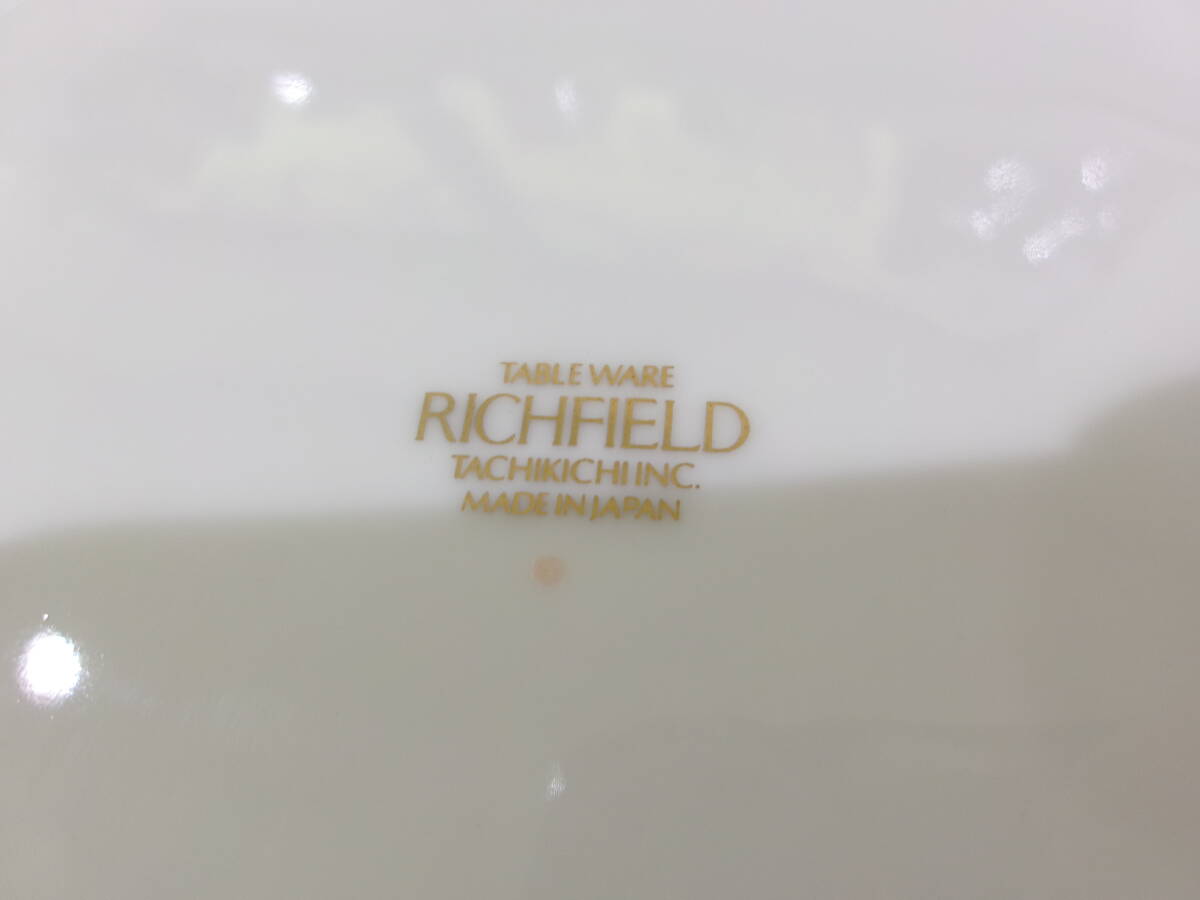 TABLE WARE
RICHFIELD
TACHIKICHI INC.
MADE IN JAPAN